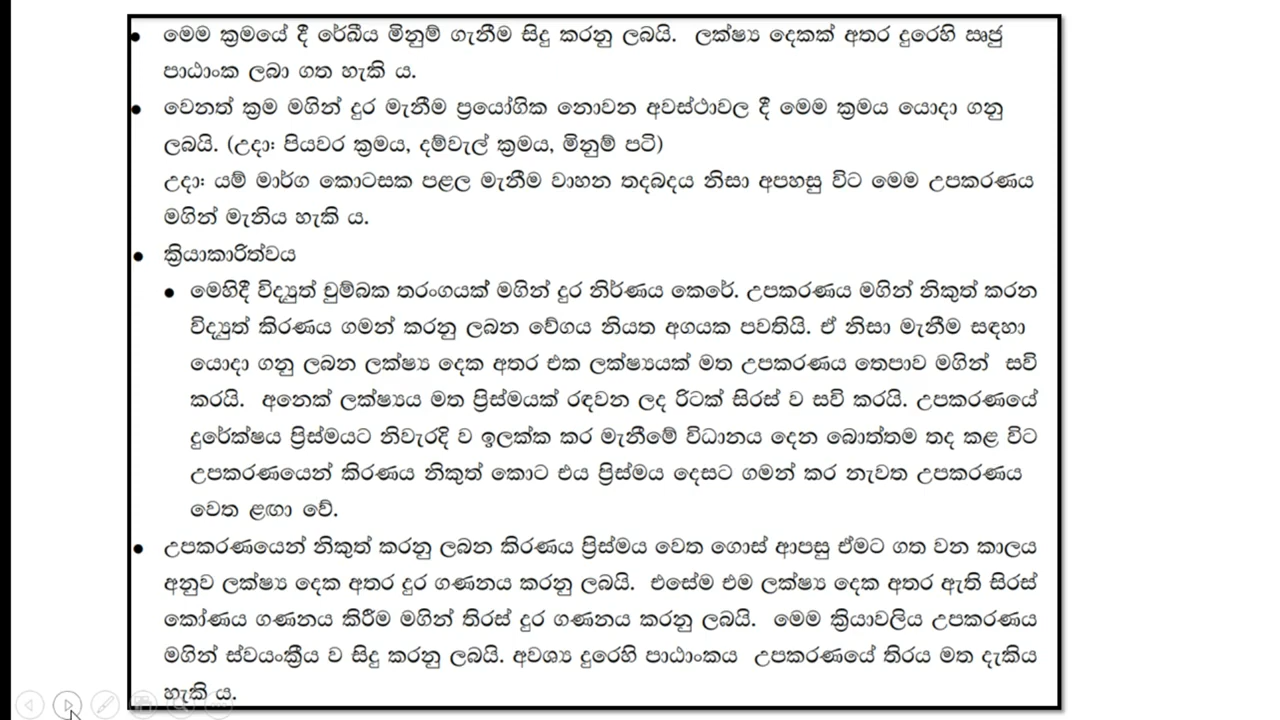 • මෙම ක්‍රමයේ දී රේඛීය මිනුම් ගැනීම සිදු කරනු ලබයි. ලක්ෂ්‍ය දෙකක් අතර දුරෙහි ඍජු
පාඨාංක ලබා ගත හැකි ය.
• වෙනත් ක්‍රම මගින් දුර මැනීම ප්‍රයෝගික නොවන අවස්ථාවල දී මෙම ක්‍රමය යොදා ගනු
ලබයි. (උදා: පියවර ක්‍රමය, දම්වැල් ක්‍රමය, මිනුම් පටි)
උදා: යම් මාර්ග කොටසක පළල මැනීම වාහන තදබදය නිසා අපහසු විට මෙම උපකරණය
මගින් මැනිය හැකි ය.
• ක්‍රියාකාරිත්වය
• මෙහිදී විද්‍යුත් චුම්බක තරංගයක් මගින් දුර නිර්ණය කෙරේ. උපකරණය මගින් නිකුත් කරන
විද්‍යුත් කිරණය ගමන් කරනු ලබන වේගය නියත අගයක පවතියි. ඒ නිසා මැනීම සඳහා
යොදා ගනු ලබන ලක්ෂ්‍ය දෙක අතර එක ලක්ෂ්‍යයක් මත උපකරණය තෙපාව මගින් සවි
කරයි. අනෙක් ලක්ෂ්‍යය මත ප්‍රිස්මයක් රඳවන ලද රිටක් සිරස් ව සවි කරයි. උපකරණයේ
දුරේක්ෂය ප්‍රිස්මයට නිවැරදි ව ඉලක්ක කර මැනීමේ විධානය දෙන බොත්තම තද කළ විට
උපකරණයෙන් කිරණය නිකුත් කොට එය ප්‍රිස්මය දෙසට ගමන් කර නැවත උපකරණය
වෙත ළඟා වේ.
• උපකරණයෙන් නිකුත් කරනු ලබන කිරණය ප්‍රිස්මය වෙත ගොස් ආපසු ඒමට ගත වන කාලය
අනුව ලක්ෂ්‍ය දෙක අතර දුර ගණනය කරනු ලබයි. එසේම එම ලක්ෂ්‍ය දෙක අතර ඇති සිරස්
කෝණය ගණනය කිරීම මගින් තිරස් දුර ගණනය කරනු ලබයි. මෙම ක්‍රියාවලිය උපකරණය
මගින් ස්වයංක්‍රීය ව සිදු කරනු ලබයි. අවශ්‍ය දුරෙහි පාඨාංකය උපකරණයේ තිරය මත දැකිය
හැකි ය.